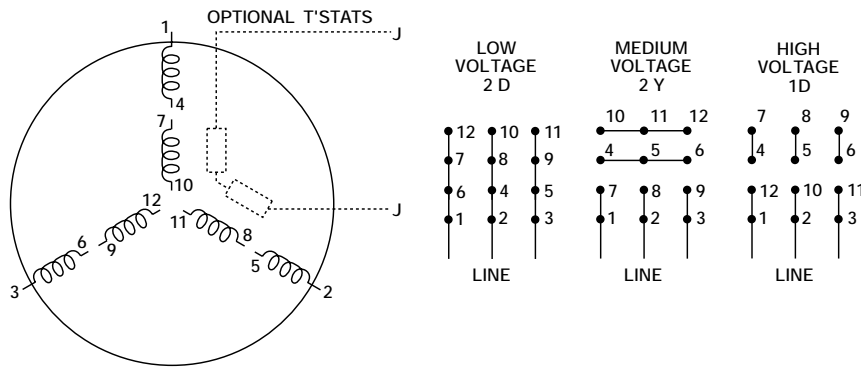 OPTIONAL T'STATS
1
J
4
7
10
12
11
6
9
8
5
3
2
J
LOW
VOLTAGE
2 D
12 10 11
7 8 9
6 4 5
1 2 3
LINE
MEDIUM
VOLTAGE
2 Y
10 11 12
4 5 6
7 8 9
1 2 3
LINE
HIGH
VOLTAGE
1D
7 8 9
4 5 6
12 10 11
1 2 3
LINE